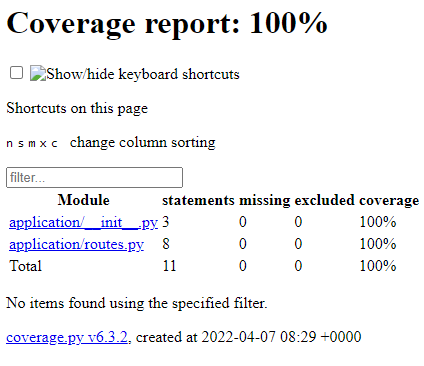 Coverage report: 100%
Show/hide keyboard shortcuts
Shortcuts on this page
n s m x c change column sorting
filter...
Module statements missing excluded coverage
application/__init__.py 3 0 0 100%
application/routes.py 8 0 0 100%
Total 11 0 0 100%
No items found using the specified filter.
coverage.py v6.3.2, created at 2022-04-07 08:29 +0000